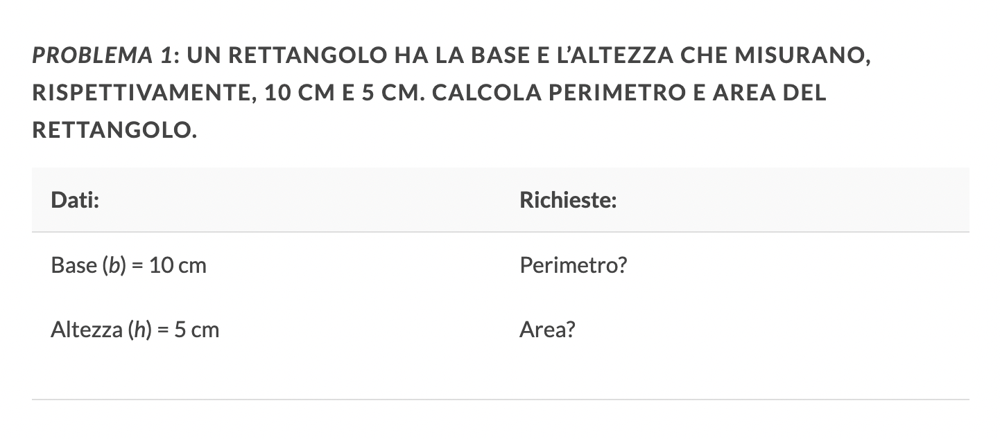 PROBLEMA 1: UN RETTANGOLO HA LA BASE E L’ALTEZZA CHE MISURANO,
RISPETTIVAMENTE, 10 CM E 5 CM. CALCOLA PERIMETRO E AREA DEL
RETTANGOLO.
Dati: Richieste:
Base (b) = 10 cm Perimetro?
Altezza (h) = 5 cm Area?